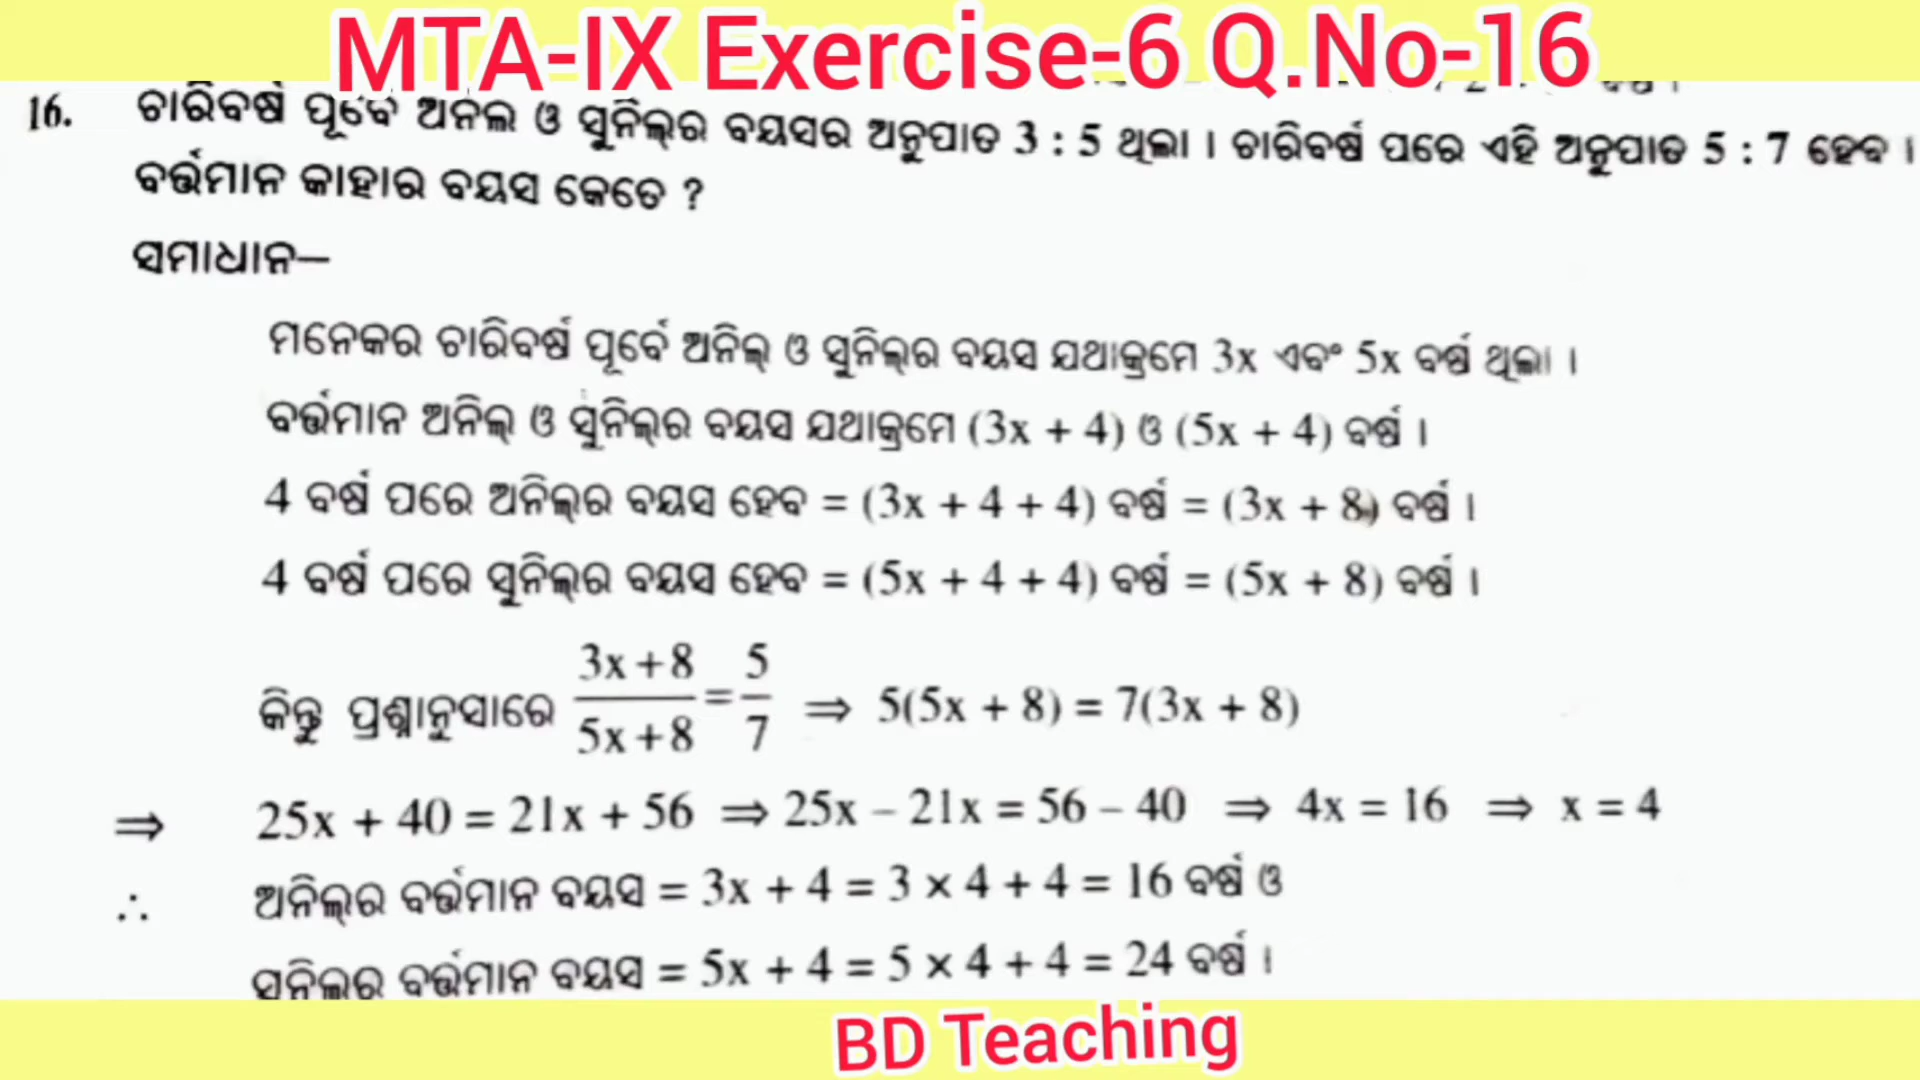 MTA-IX Exercise-6 Q.No-16
16. ଚାରିବର୍ଷ ପୂର୍ବେ ଅନିଲ ଓ ସୁନିଲ୍‌ର ବୟସର ଅନୁପାତ 3 : 5 ଥିଲା । ଚାରିବର୍ଷ ପରେ ଏହି ଅନୁପାତ 5 : 7 ହେବ ।
ବର୍ତ୍ତମାନ କାହାର ବୟସ କେତେ ?
ସମାଧାନ–
ମନେକର ଚାରିବର୍ଷ ପୂର୍ବେ ଅନିଲ୍ ଓ ସୁନିଲ୍‌ର ବୟସ ଯଥାକ୍ରମେ 3x ଏବଂ 5x ବର୍ଷ ଥିଲା ।
ବର୍ତ୍ତମାନ ଅନିଲ୍ ଓ ସୁନିଲ୍‌ର ବୟସ ଯଥାକ୍ରମେ (3x + 4) ଓ (5x + 4) ବର୍ଷ ।
4 ବର୍ଷ ପରେ ଅନିଲ୍‌ର ବୟସ ହେବ = (3x + 4 + 4) ବର୍ଷ = (3x + 8) ବର୍ଷ ।
4 ବର୍ଷ ପରେ ସୁନିଲ୍‌ର ବୟସ ହେବ = (5x + 4 + 4) ବର୍ଷ = (5x + 8) ବର୍ଷ ।
କିନ୍ତୁ ପ୍ରଶ୍ନାନୁସାରେ (3x+8)/(5x+8) = 5/7 ⇒ 5(5x + 8) = 7(3x + 8)
⇒ 25x + 40 = 21x + 56 ⇒ 25x – 21x = 56 – 40 ⇒ 4x = 16 ⇒ x = 4
∴ ଅନିଲ୍‌ର ବର୍ତ୍ତମାନ ବୟସ = 3x + 4 = 3 × 4 + 4 = 16 ବର୍ଷ ଓ
ସୁନିଲ୍‌ର ବର୍ତ୍ତମାନ ବୟସ = 5x + 4 = 5 × 4 + 4 = 24 ବର୍ଷ ।
BD Teaching